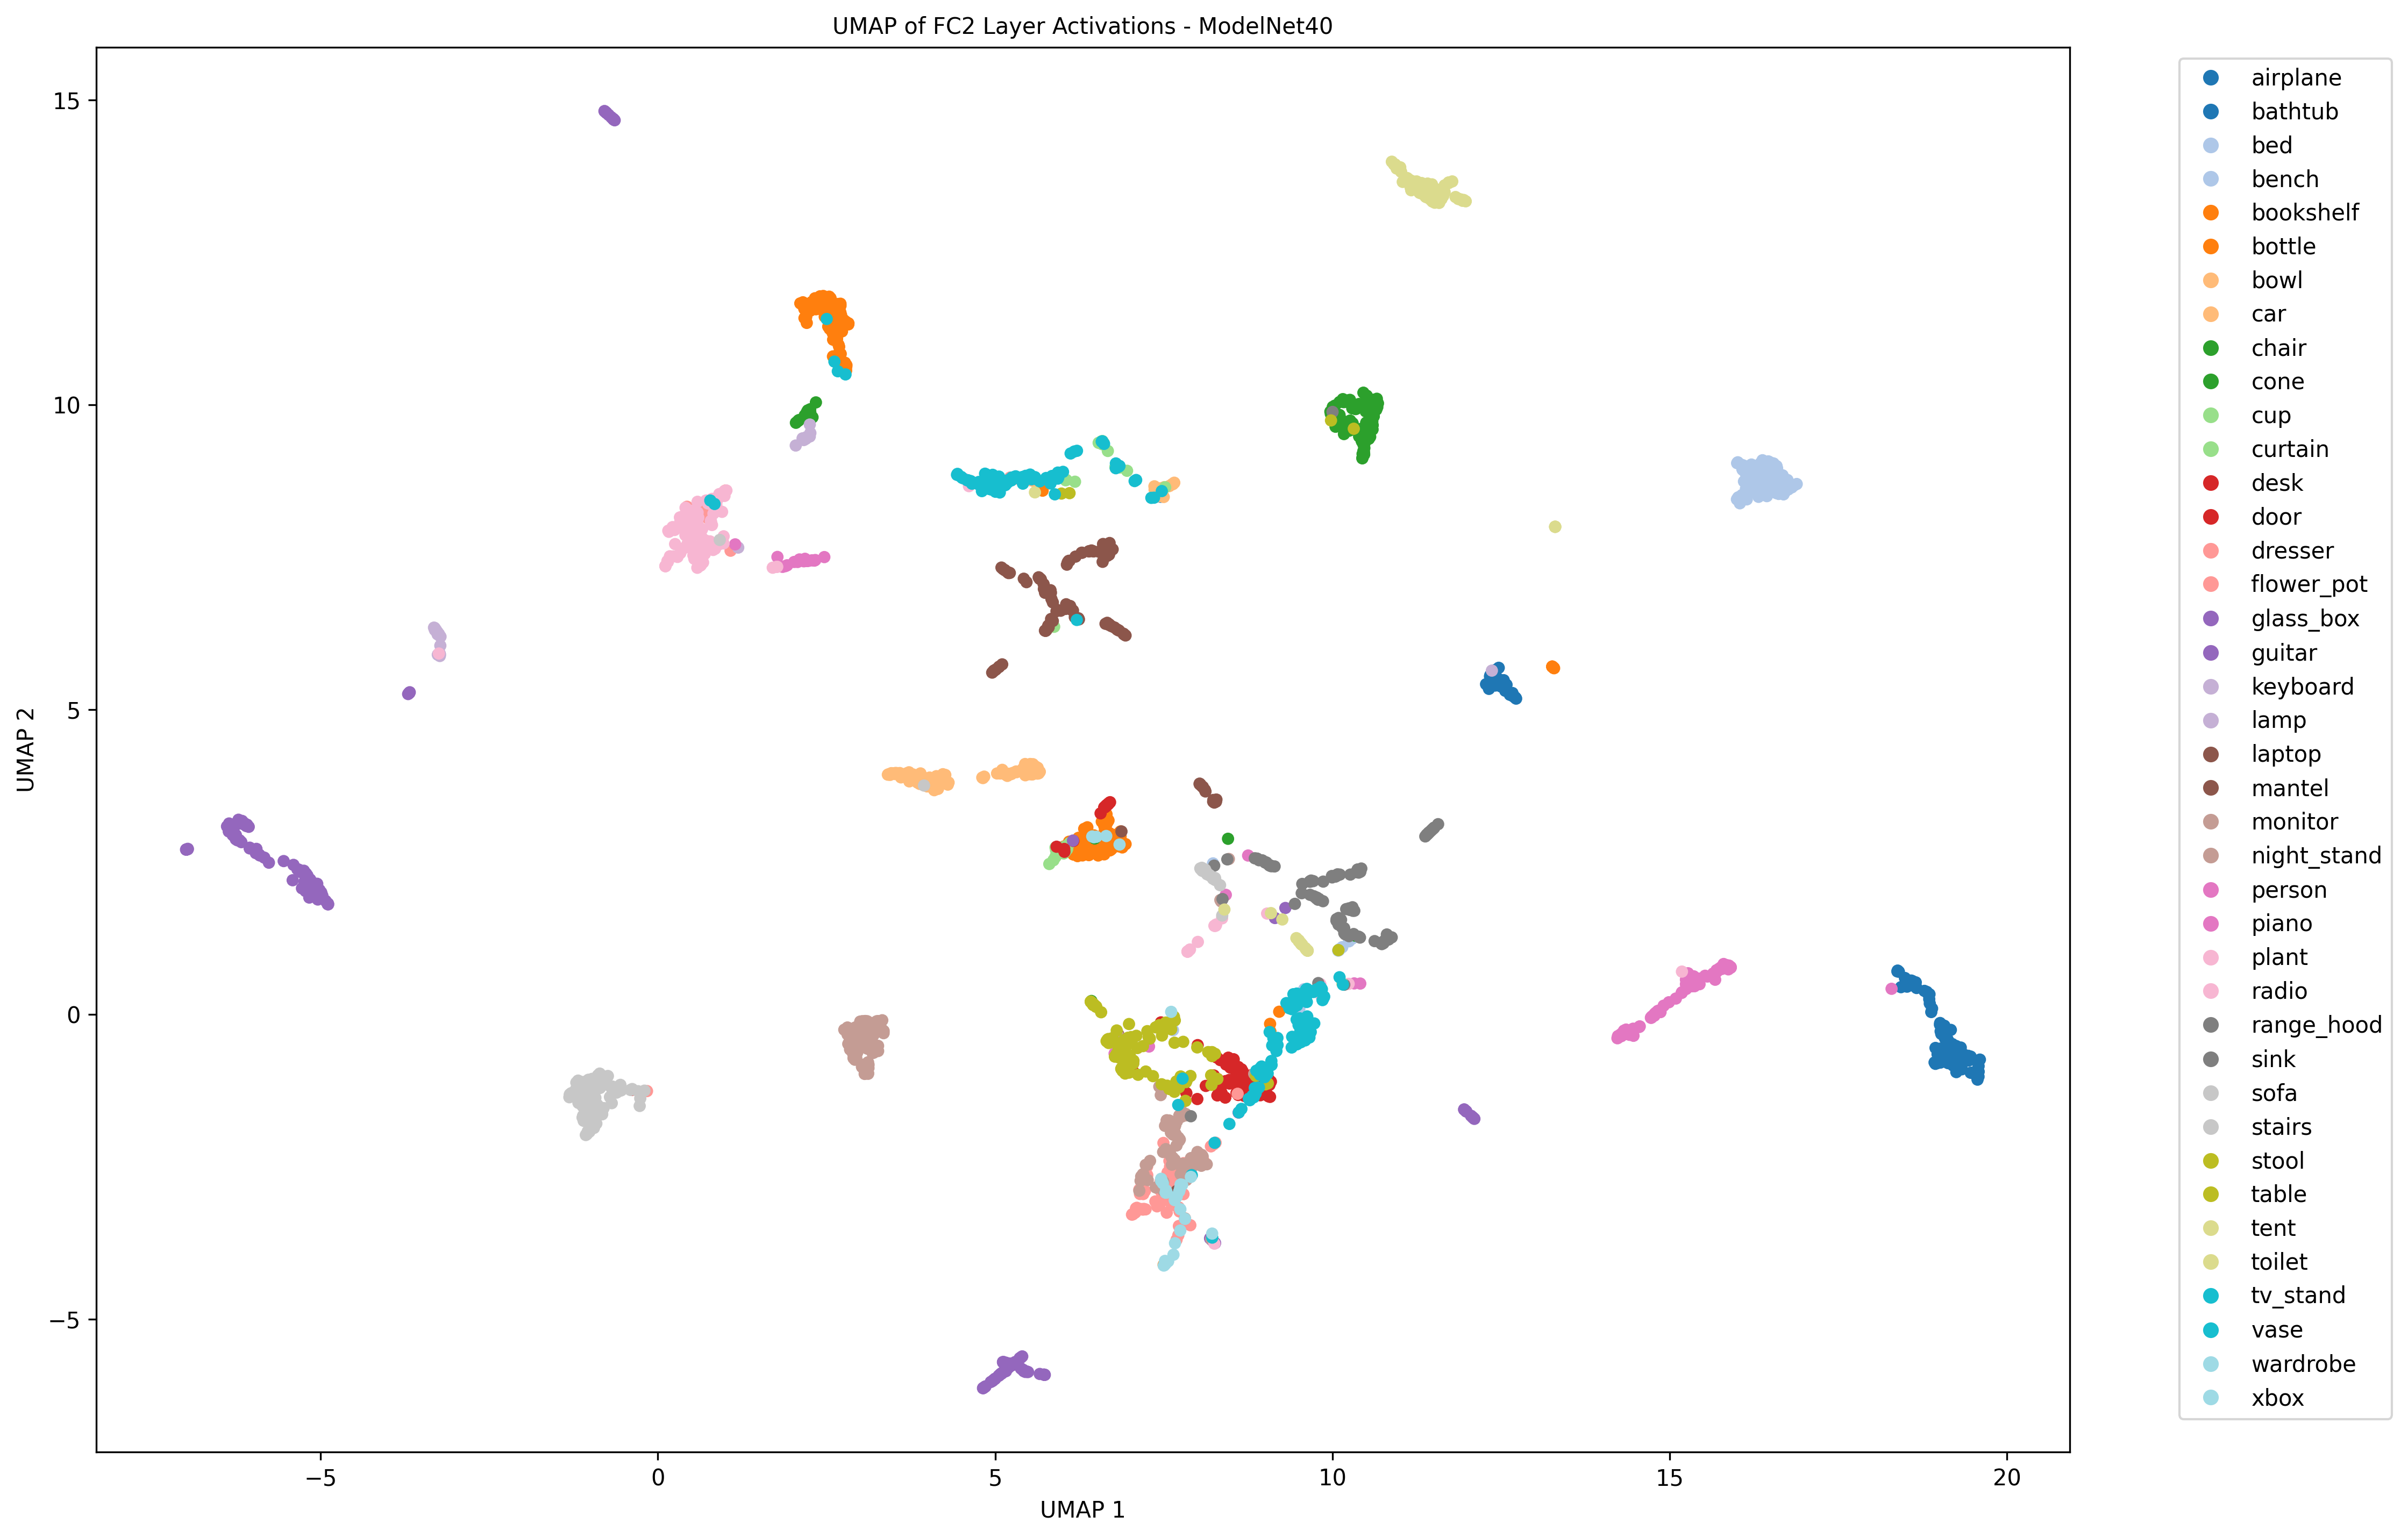 UMAP of FC2 Layer Activations - ModelNet40
15
10
5
0
−5
UMAP 2
−5
0
5
10
15
20
UMAP 1
airplane
bathtub
bed
bench
bookshelf
bottle
bowl
car
chair
cone
cup
curtain
desk
door
dresser
flower_pot
glass_box
guitar
keyboard
lamp
laptop
mantel
monitor
night_stand
person
piano
plant
radio
range_hood
sink
sofa
stairs
stool
table
tent
toilet
tv_stand
vase
wardrobe
xbox